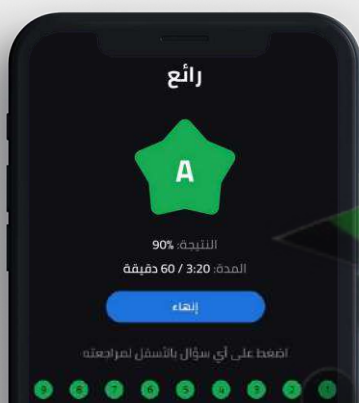 رائع
A
النتيجة: 90%
المدة: 3:20 / 60 دقيقة
إنهاء
اضغط على أي سؤال بالأسفل لمراجعته
1 2 3 4 5 6 7 8 9